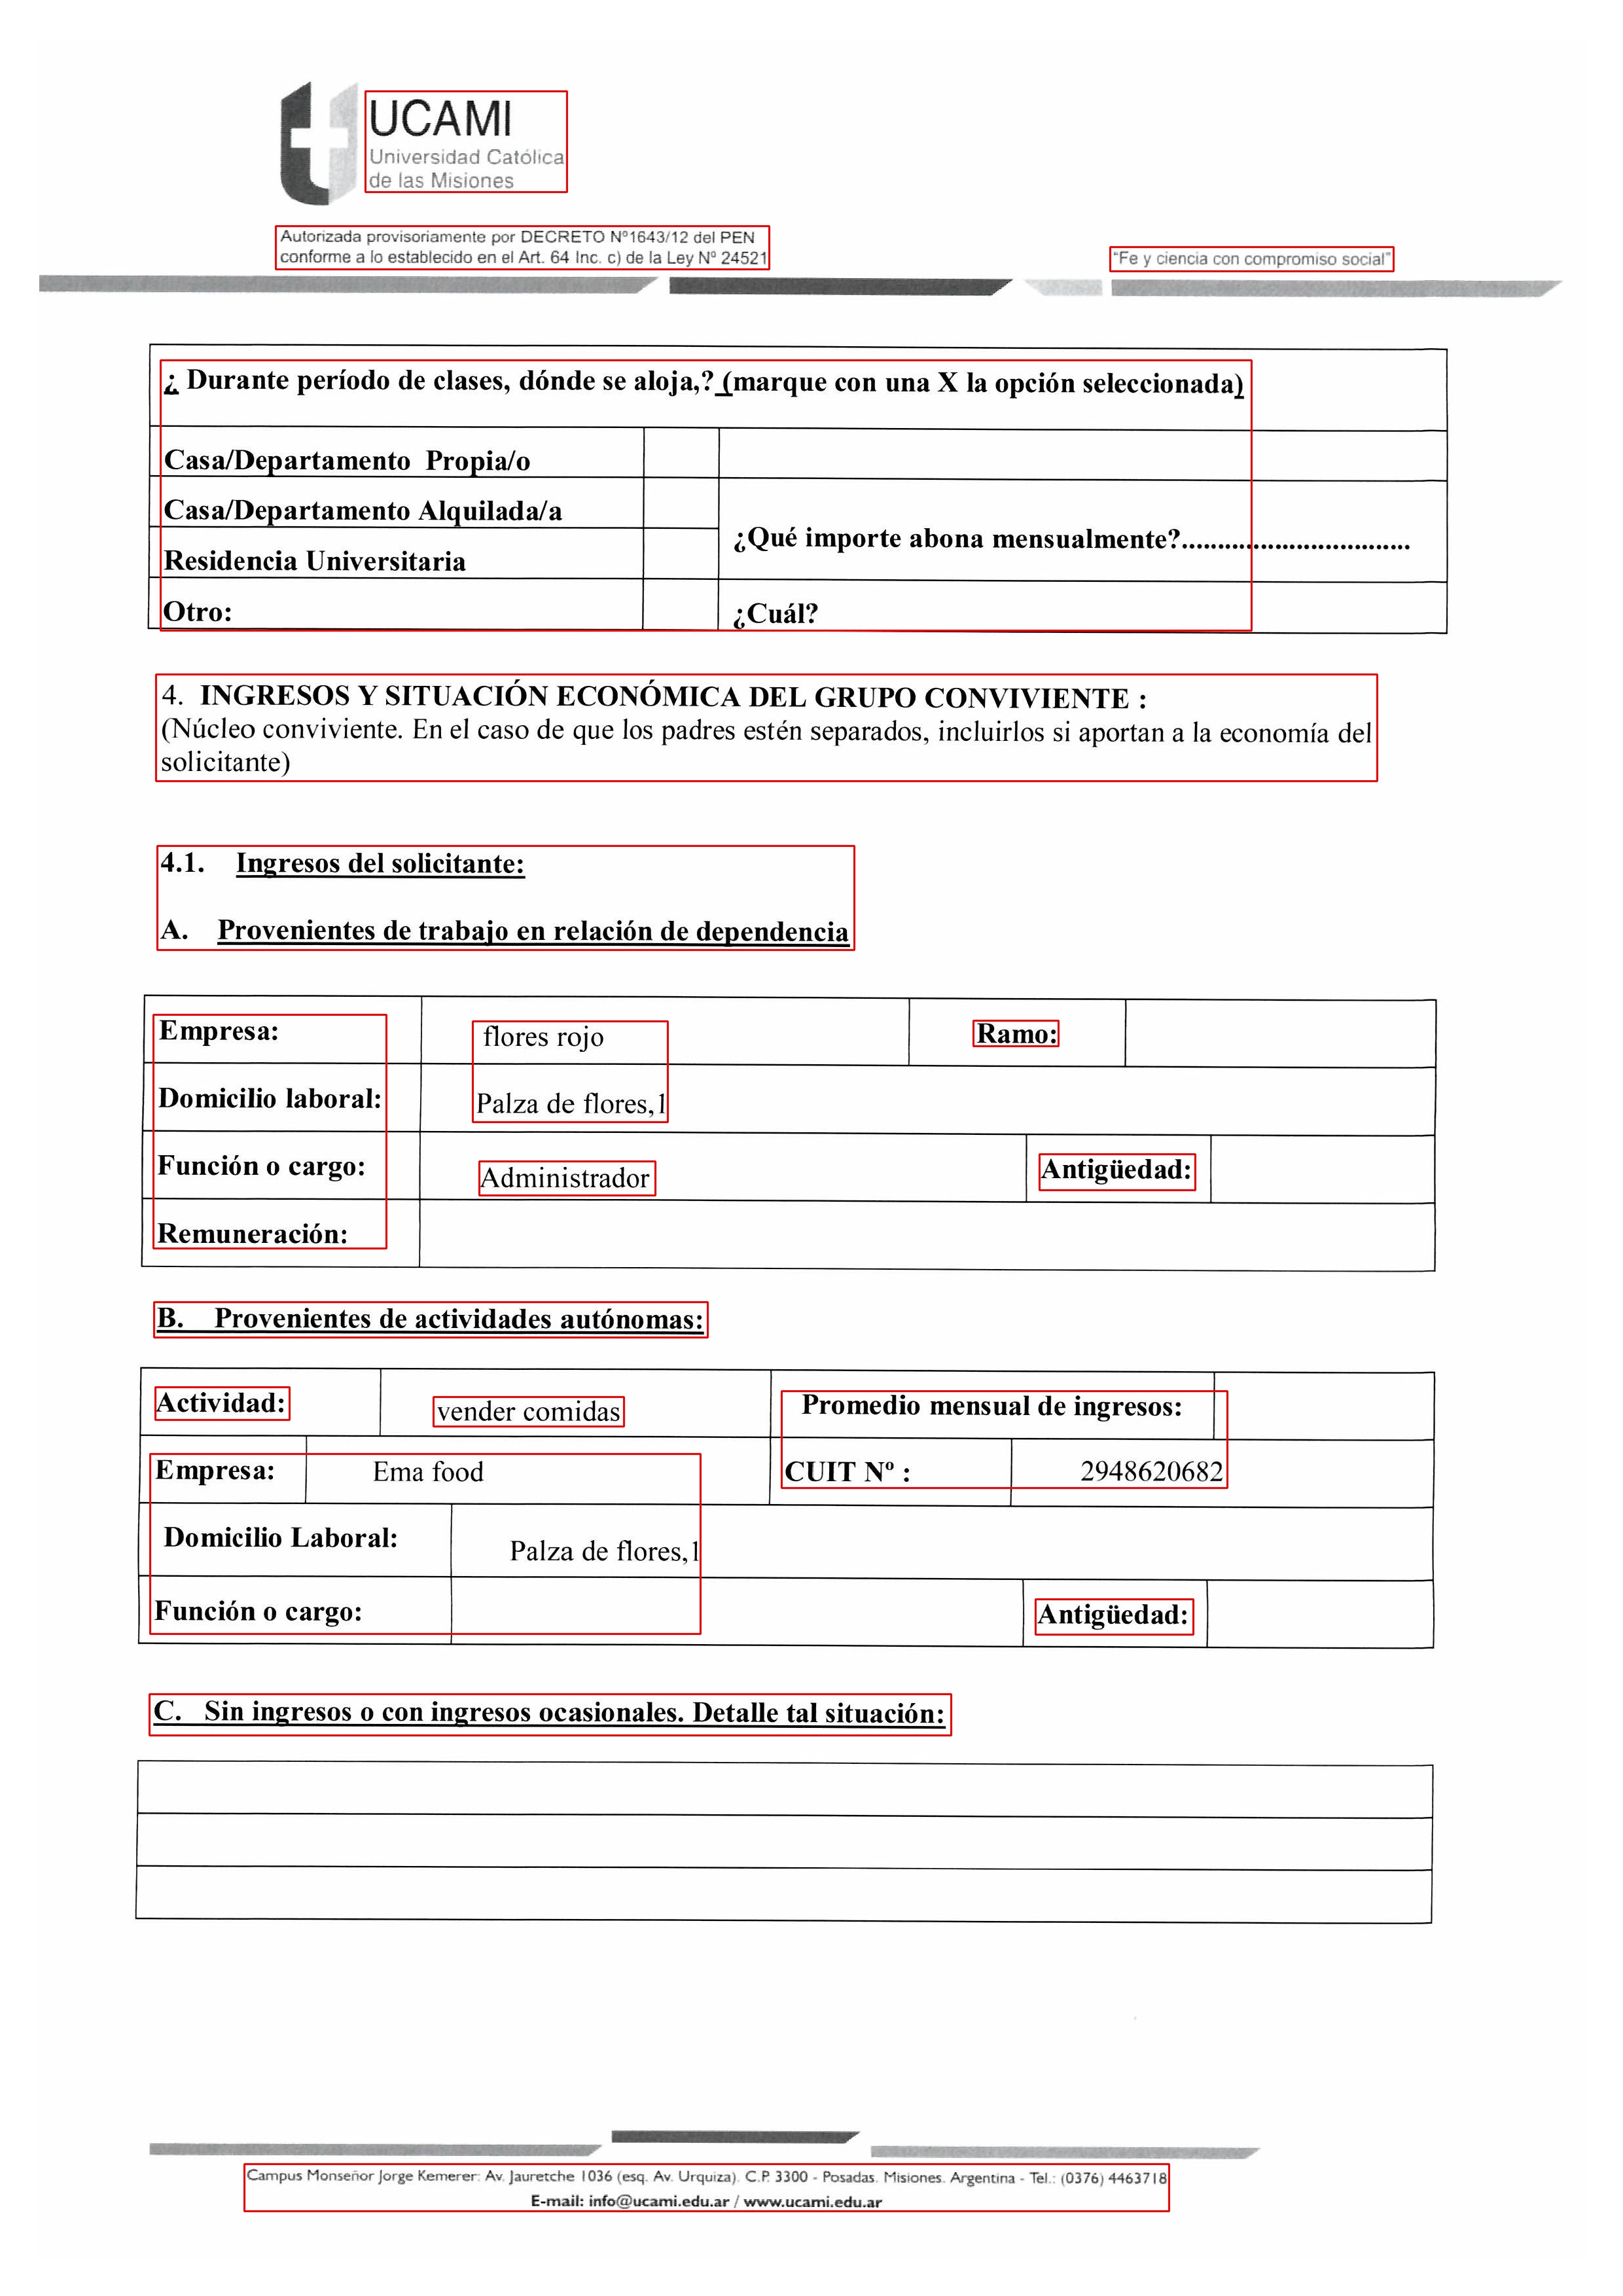 UCAMI
Universidad Católica
de las Misiones
Autorizada provisoriamente por DECRETO Nº1643/12 del PEN
conforme a lo establecido en el Art. 64 Inc. c) de la Ley Nº 24521
“Fe y ciencia con compromiso social”
¿ Durante período de clases, dónde se aloja,? (marque con una X la opción seleccionada)
Casa/Departamento Propia/o
Casa/Departamento Alquilada/a
¿Qué importe abona mensualmente?...............................
Residencia Universitaria
Otro: ¿Cuál?
4. INGRESOS Y SITUACIÓN ECONÓMICA DEL GRUPO CONVIVIENTE :
(Núcleo conviviente. En el caso de que los padres estén separados, incluirlos si aportan a la economía del
solicitante)
4.1. Ingresos del solicitante:
A. Provenientes de trabajo en relación de dependencia
Empresa: flores rojo Ramo:
Domicilio laboral: Palza de flores,1
Función o cargo: Administrador Antigüedad:
Remuneración:
B. Provenientes de actividades autónomas:
Actividad: vender comidas Promedio mensual de ingresos:
Empresa: Ema food CUIT Nº : 2948620682
Domicilio Laboral: Palza de flores,1
Función o cargo: Antigüedad:
C. Sin ingresos o con ingresos ocasionales. Detalle tal situación:
Campus Monseñor Jorge Kemerer: Av. Jauretche 1036 (esq. Av. Urquiza). C.P. 3300 - Posadas. Misiones. Argentina - Tel.: (0376) 4463718
E-mail: info@ucami.edu.ar / www.ucami.edu.ar